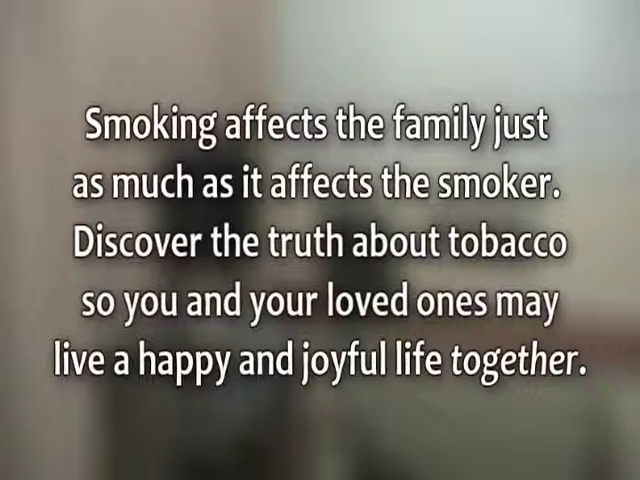 Smoking affects the family just
as much as it affects the smoker.
Discover the truth about tobacco
so you and your loved ones may
live a happy and joyful life together.